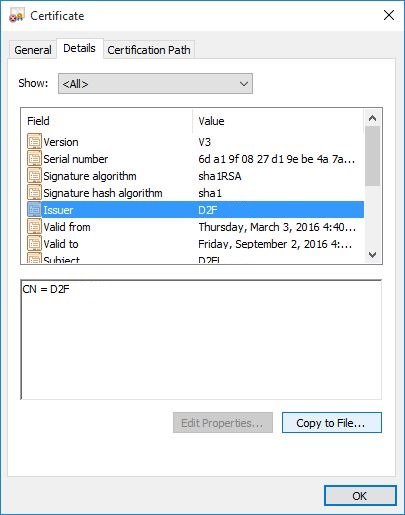 Certificate
General Details Certification Path
Show: <All>
Field Value
Version V3
Serial number 6d a1 9f 08 27 d1 9e be 4a 7a...
Signature algorithm sha1RSA
Signature hash algorithm sha1
Issuer D2F
Valid from Thursday, March 3, 2016 4:40...
Valid to Friday, September 2, 2016 4:...
Subject
CN = D2F
Edit Properties... Copy to File...
OK